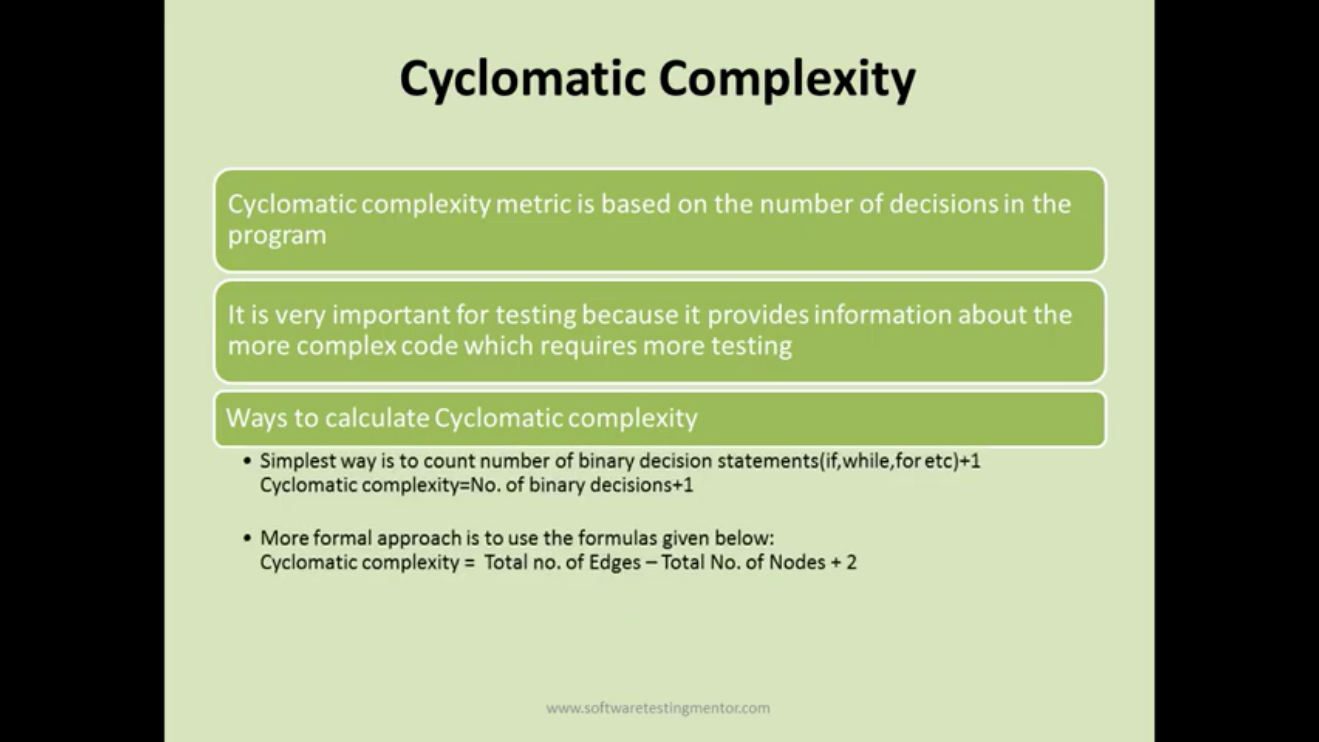 Cyclomatic Complexity
Cyclomatic complexity metric is based on the number of decisions in the
program
It is very important for testing because it provides information about the
more complex code which requires more testing
Ways to calculate Cyclomatic complexity
• Simplest way is to count number of binary decision statements(if,while,for etc)+1
Cyclomatic complexity=No. of binary decisions+1
• More formal approach is to use the formulas given below:
Cyclomatic complexity = Total no. of Edges – Total No. of Nodes + 2
www.softwaretestingmentor.com